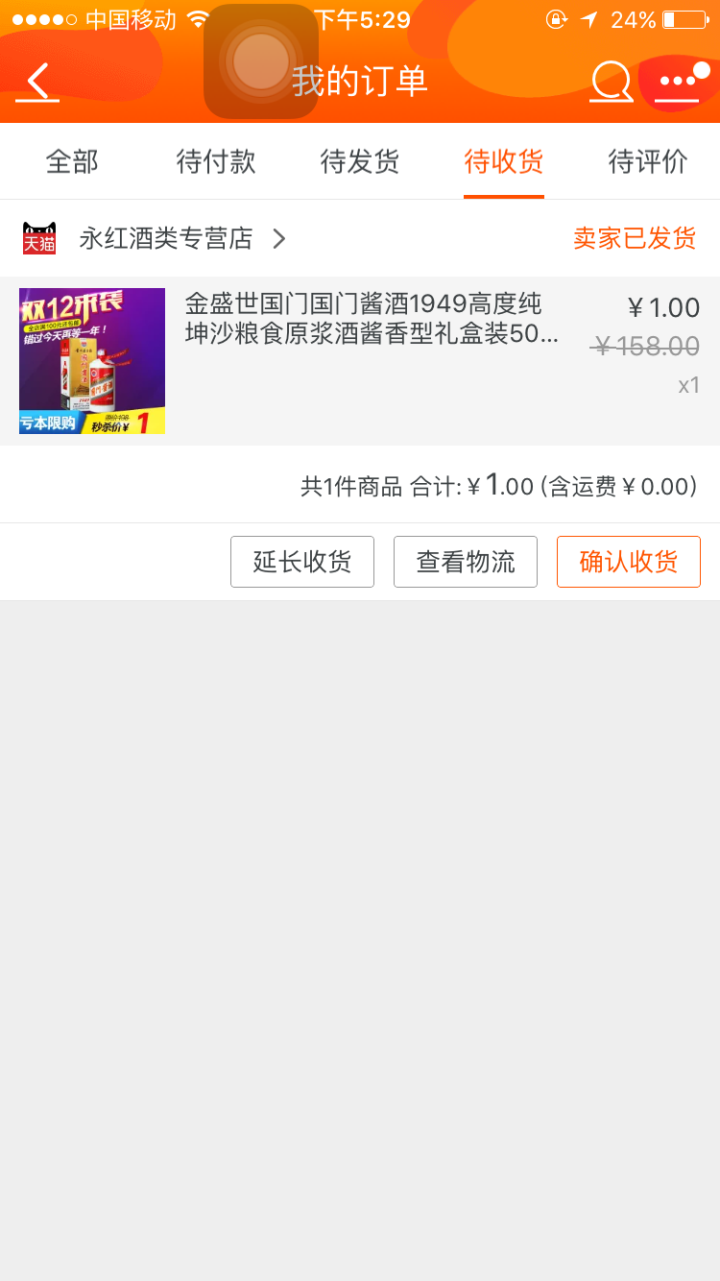 中国移动 下午5:29 24%
我的订单
全部 待付款 待发货 待收货 待评价
天猫 永红酒类专营店 卖家已发货
双12来袭
错过今天再等一年！
亏本限购 秒杀价¥1
金盛世国门国门酱酒1949高度纯
坤沙粮食原浆酒酱香型礼盒装50...
¥1.00
¥158.00
x1
共1件商品 合计:¥1.00 (含运费¥0.00)
延长收货 查看物流 确认收货